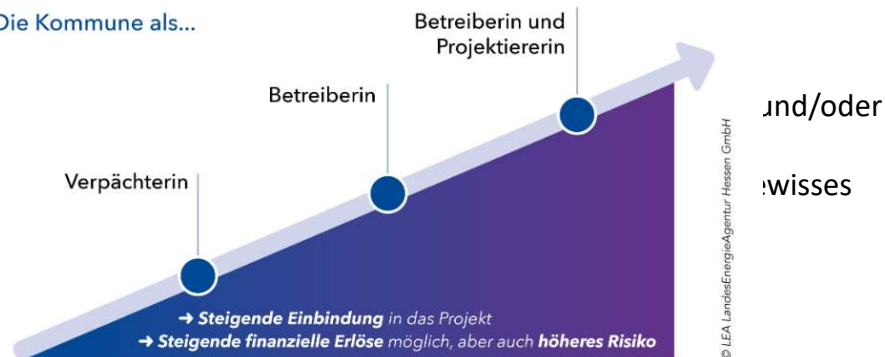 Die Kommune als...
Betreiberin und
Projektiererin
Betreiberin
Verpächterin
→ Steigende Einbindung in das Projekt
→ Steigende finanzielle Erlöse möglich, aber auch höheres Risiko
© LEA LandesEnergieAgentur Hessen GmbH
und/oder